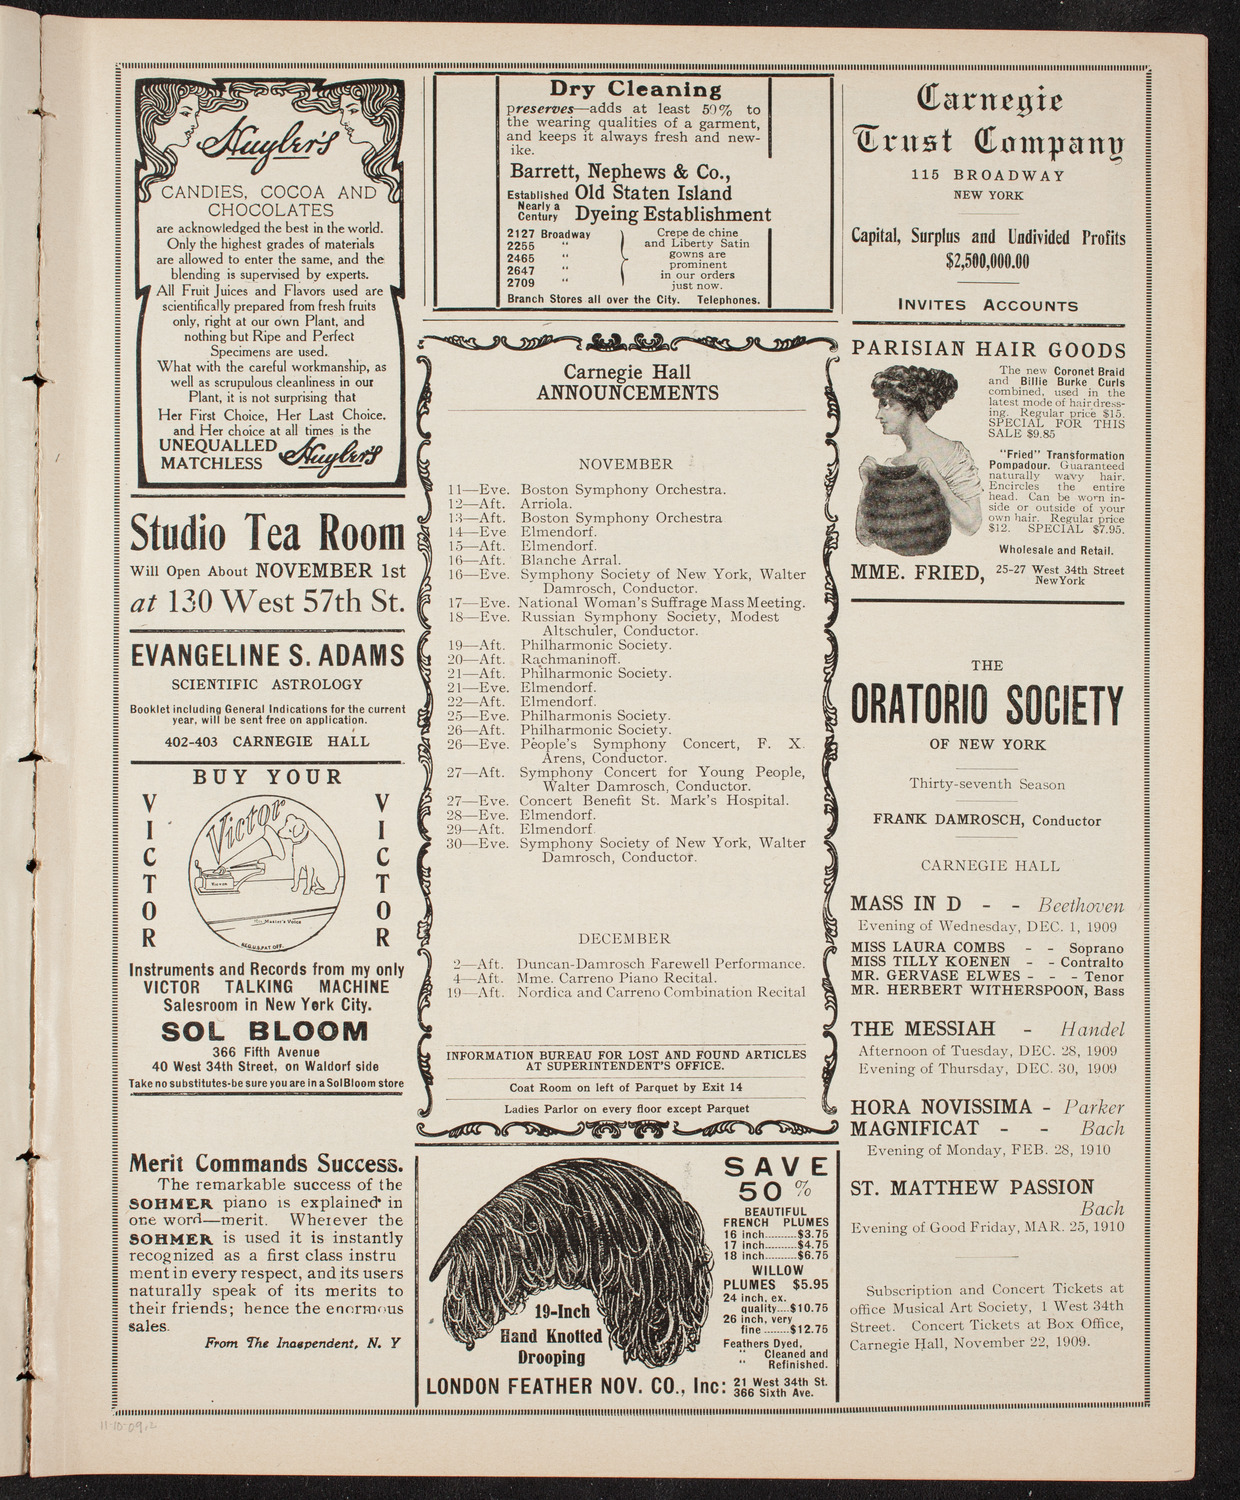 Huyler's
CANDIES, COCOA AND
CHOCOLATES
are acknowledged the best in the world.
Only the highest grades of materials
are allowed to enter the same, and the
blending is supervised by experts.
All Fruit Juices and Flavors used are
scientifically prepared from fresh fruits
only, right at our own Plant, and
nothing but Ripe and Perfect
Specimens are used.
What with the careful workmanship, as
well as scrupulous cleanliness in our
Plant, it is not surprising that
Her First Choice, Her Last Choice.
and Her choice at all times is the
UNEQUALLED
MATCHLESS Huyler's
Studio Tea Room
Will Open About NOVEMBER 1st
at 130 West 57th St.
EVANGELINE S. ADAMS
SCIENTIFIC ASTROLOGY
Booklet including General Indications for the current
year, will be sent free on application.
402-403 CARNEGIE HALL
BUY YOUR
VICTOR
Victor
VICTOR
His Master's Voice
REG.U.S.PAT.OFF.
Instruments and Records from my only
VICTOR TALKING MACHINE
Salesroom in New York City.
SOL BLOOM
366 Fifth Avenue
40 West 34th Street, on Waldorf side
Take no substitutes-be sure you are in a Sol Bloom store
Merit Commands Success.
The remarkable success of the
SOHMER piano is explained in
one word—merit. Wherever the
SOHMER is used it is instantly
recognized as a first class instru
ment in every respect, and its users
naturally speak of its merits to
their friends; hence the enormous
sales.
From The Independent, N. Y
Dry Cleaning
preserves—adds at least 50% to
the wearing qualities of a garment,
and keeps it always fresh and new-
ike.
Barrett, Nephews & Co.,
Established Nearly a Century
Old Staten Island
Dyeing Establishment
2127 Broadway
2255 "
2465 "
2647 "
2709 "
Crepe de chine
and Liberty Satin
gowns are
prominent
in our orders
just now.
Branch Stores all over the City. Telephones.
Carnegie Hall
ANNOUNCEMENTS
NOVEMBER
11—Eve. Boston Symphony Orchestra.
12—Aft. Arriola.
13—Aft. Boston Symphony Orchestra
14—Eve Elmendorf.
15—Aft. Elmendorf.
16—Aft. Blanche Arral.
16—Eve. Symphony Society of New York, Walter
Damrosch, Conductor.
17—Eve. National Woman's Suffrage Mass Meeting.
18—Eve. Russian Symphony Society, Modest
Altschuler, Conductor.
19—Aft. Philharmonic Society.
20—Aft. Rachmaninoff.
21—Aft. Philharmonic Society.
21—Eve. Elmendorf.
22—Aft. Elmendorf.
25—Eve. Philharmonis Society.
26—Aft. Philharmonic Society.
26—Eve. People's Symphony Concert, F. X.
Arens, Conductor.
27—Aft. Symphony Concert for Young People,
Walter Damrosch, Conductor.
27—Eve. Concert Benefit St. Mark's Hospital.
28—Eve. Elmendorf.
29—Aft. Elmendorf
30—Eve. Symphony Society of New York, Walter
Damrosch, Conductor.
DECEMBER
2—Aft. Duncan-Damrosch Farewell Performance.
4—Aft. Mme. Carreno Piano Recital.
19—Aft. Nordica and Carreno Combination Recital
INFORMATION BUREAU FOR LOST AND FOUND ARTICLES
AT SUPERINTENDENT'S OFFICE.
Coat Room on left of Parquet by Exit 14
Ladies Parlor on every floor except Parquet
19-Inch
Hand Knotted
Drooping
SAVE
50 %
BEAUTIFUL
FRENCH PLUMES
16 inch..........$3.75
17 inch..........$4.75
18 inch..........$6.75
WILLOW
PLUMES $5.95
24 inch, ex.
quality....$10.75
26 inch, very
fine ........$12.75
Feathers Dyed,
" Cleaned and
" Refinished.
LONDON FEATHER NOV. CO., Inc: 21 West 34th St.
366 Sixth Ave.
Carnegie
Trust Company
115 BROADWAY
NEW YORK
Capital, Surplus and Undivided Profits
$2,500,000.00
INVITES ACCOUNTS
PARISIAN HAIR GOODS
The new Coronet Braid
and Billie Burke Curls
combined, used in the
latest mode of hairdress-
ing. Regular price $15.
SPECIAL FOR THIS
SALE $9.85
"Fried" Transformation
Pompadour. Guaranteed
naturally wavy hair.
Encircles the entire
head. Can be worn in-
side or outside of your
own hair. Regular price
$12. SPECIAL $7.95.
Wholesale and Retail.
MME. FRIED, 25-27 West 34th Street
NewYork
THE
ORATORIO SOCIETY
OF NEW YORK
Thirty-seventh Season
FRANK DAMROSCH, Conductor
CARNEGIE HALL
MASS IN D - - Beethoven
Evening of Wednesday, DEC. 1, 1909
MISS LAURA COMBS - - Soprano
MISS TILLY KOENEN - - Contralto
MR. GERVASE ELWES - - - Tenor
MR. HERBERT WITHERSPOON, Bass
THE MESSIAH - Handel
Afternoon of Tuesday, DEC. 28, 1909
Evening of Thursday, DEC. 30, 1909
HORA NOVISSIMA - Parker
MAGNIFICAT - - Bach
Evening of Monday, FEB. 28, 1910
ST. MATTHEW PASSION
Bach
Evening of Good Friday, MAR. 25, 1910
Subscription and Concert Tickets at
office Musical Art Society, 1 West 34th
Street. Concert Tickets at Box Office,
Carnegie Hall, November 22, 1909.